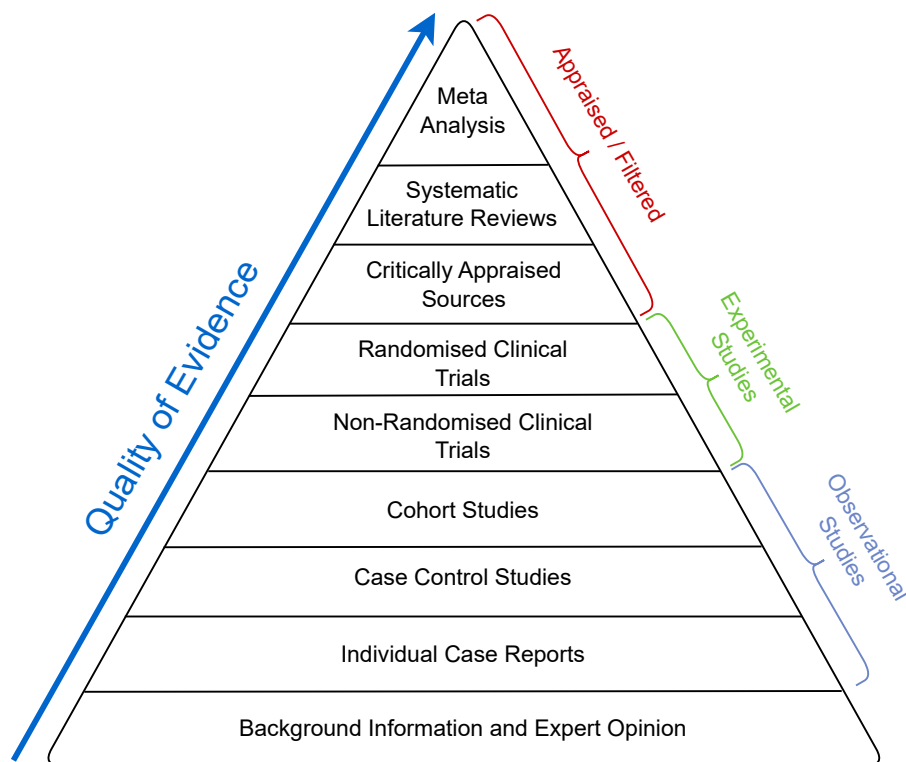 Meta
Analysis
Systematic
Literature Reviews
Critically Appraised
Sources
Randomised Clinical
Trials
Non-Randomised Clinical
Trials
Cohort Studies
Case Control Studies
Individual Case Reports
Background Information and Expert Opinion
Quality of Evidence
Appraised / Filtered
Experimental
Studies
Observational
Studies